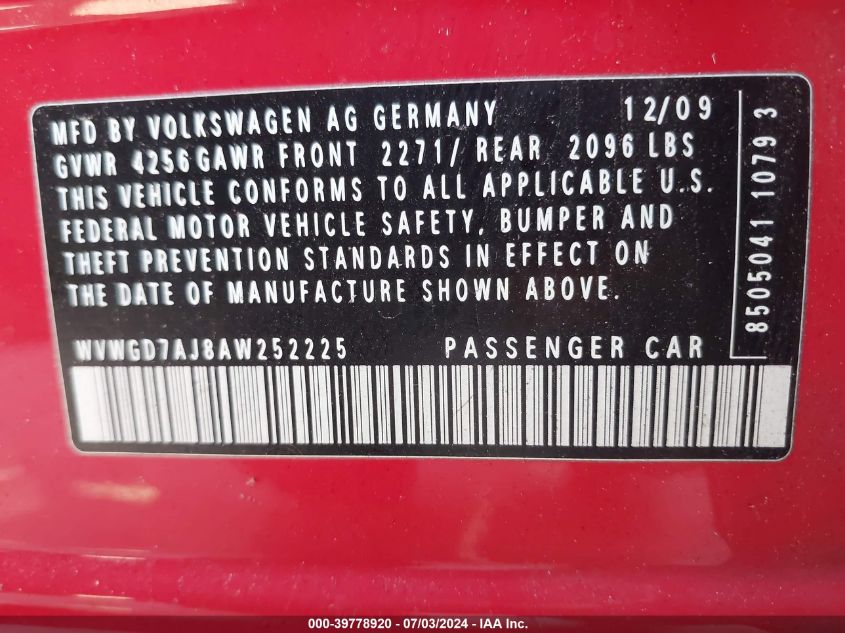 MFD BY VOLKSWAGEN AG GERMANY 12/09
GVWR 4256 GAWR FRONT 2271/ REAR 2096 LBS
THIS VEHICLE CONFORMS TO ALL APPLICABLE U.S.
FEDERAL MOTOR VEHICLE SAFETY, BUMPER AND
THEFT PREVENTION STANDARDS IN EFFECT ON
THE DATE OF MANUFACTURE SHOWN ABOVE.
WVWGD7AJ8AW252225 PASSENGER CAR
8505041 1079 3
000-39778920 - 07/03/2024 - IAA Inc.